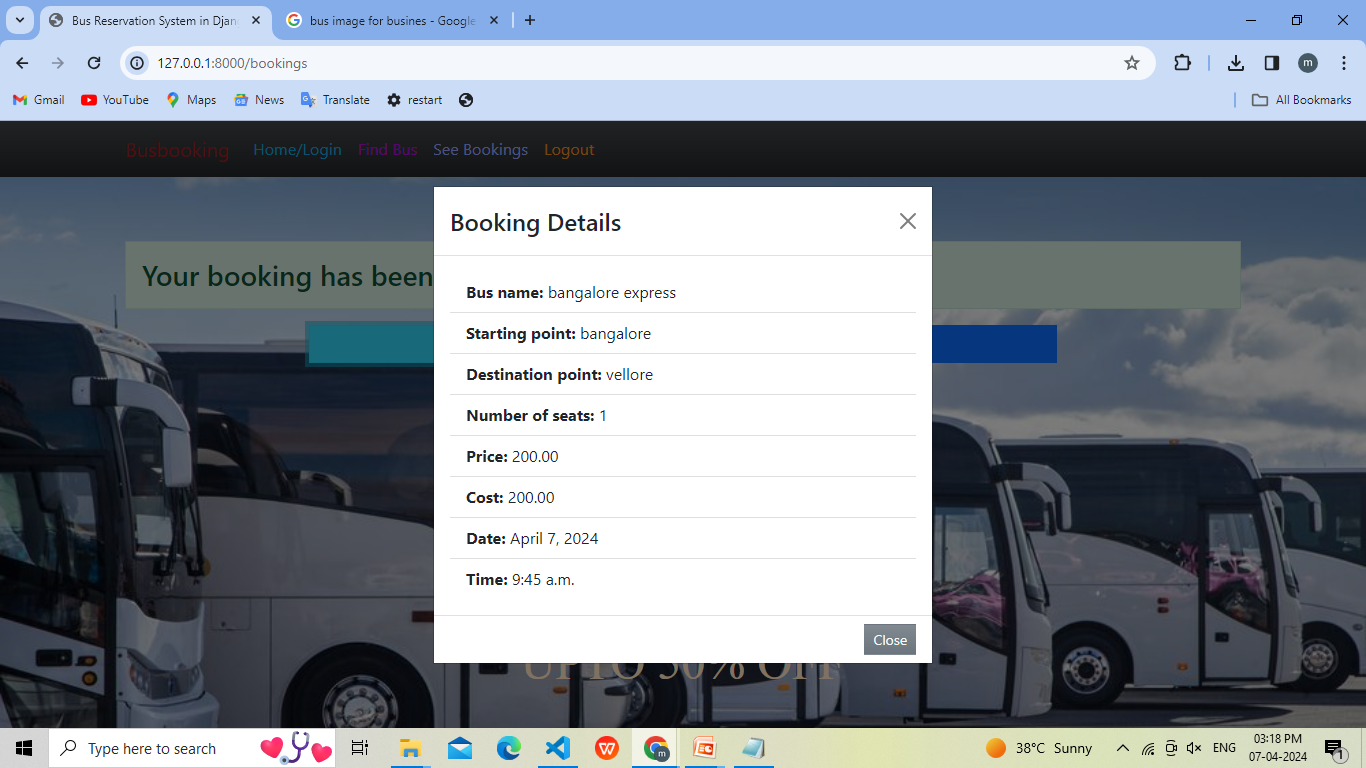 Bus Reservation System in Djan
bus image for busines - Google
127.0.0.1:8000/bookings
m
Gmail
YouTube
Maps
News
Translate
restart
All Bookmarks
Busbooking
Home/Login
Find Bus
See Bookings
Logout
Your booking has been
Booking Details
Bus name: bangalore express
Starting point: bangalore
Destination point: vellore
Number of seats: 1
Price: 200.00
Cost: 200.00
Date: April 7, 2024
Time: 9:45 a.m.
Close
UPTO 50% OFF
Type here to search
38°C Sunny
ENG
03:18 PM
07-04-2024
1